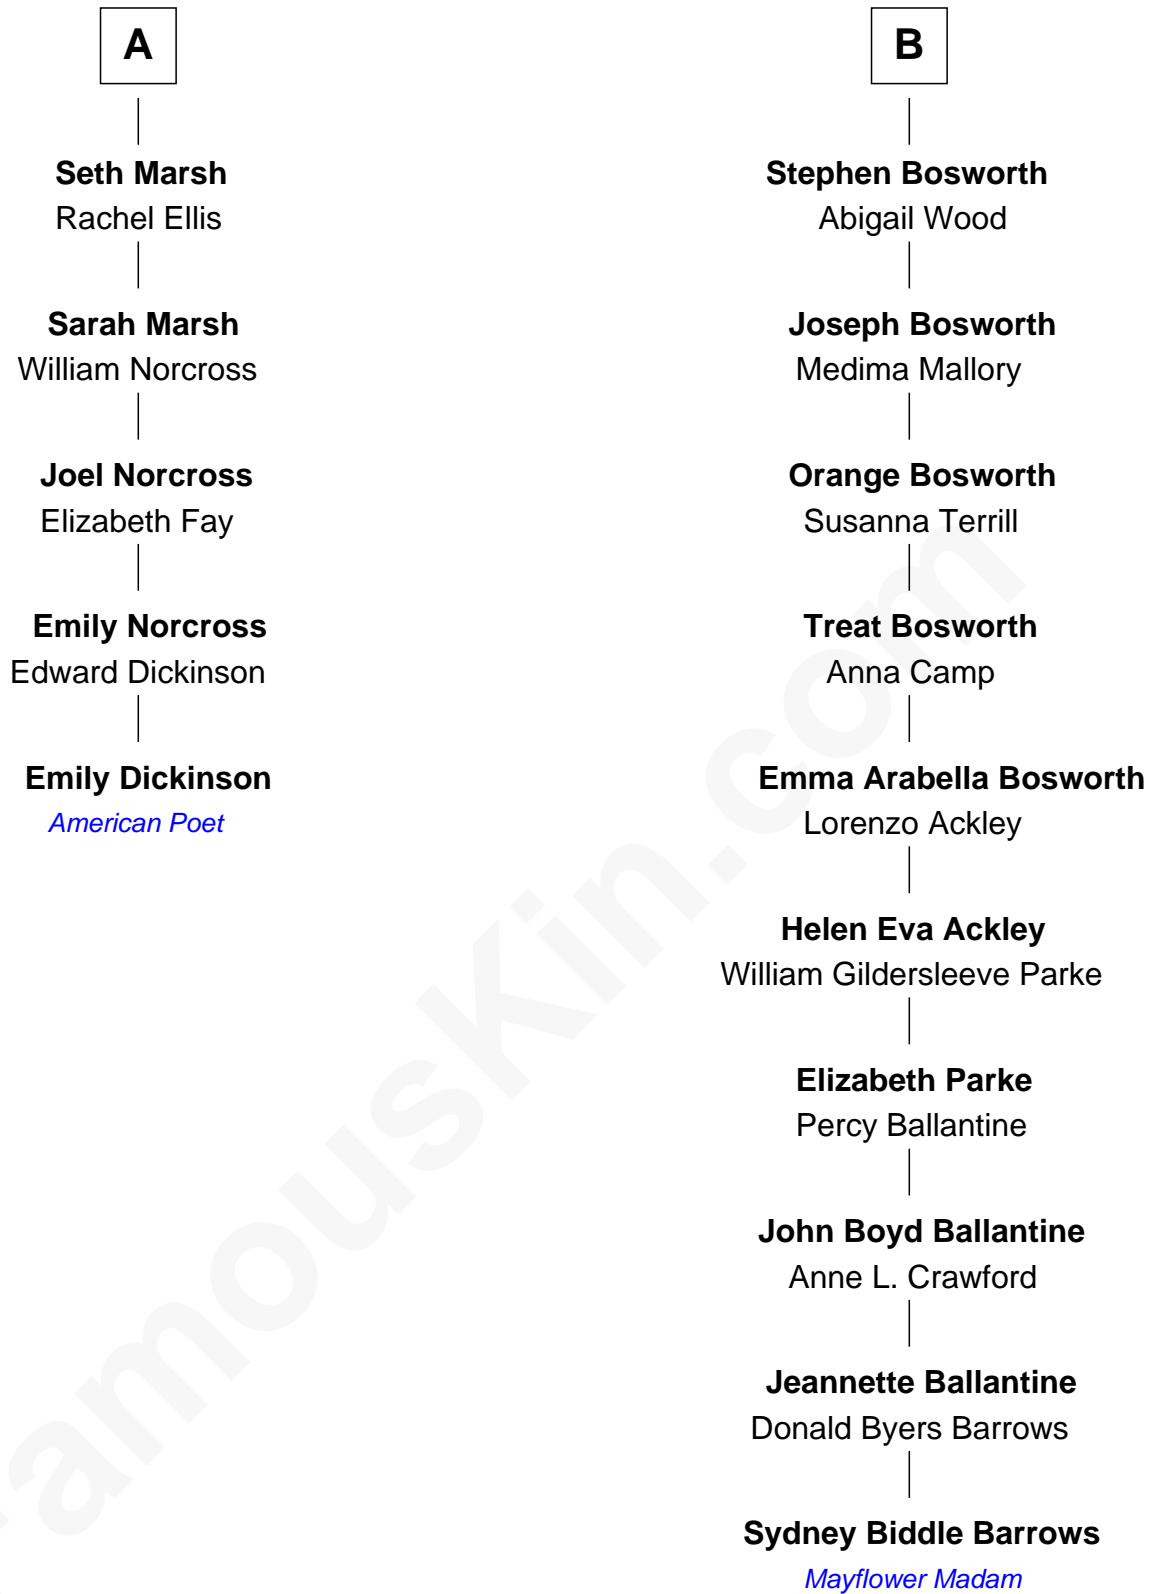 A
Seth Marsh
Rachel Ellis
Sarah Marsh
William Norcross
Joel Norcross
Elizabeth Fay
Emily Norcross
Edward Dickinson
Emily Dickinson
American Poet
B
Stephen Bosworth
Abigail Wood
Joseph Bosworth
Medima Mallory
Orange Bosworth
Susanna Terrill
Treat Bosworth
Anna Camp
Emma Arabella Bosworth
Lorenzo Ackley
Helen Eva Ackley
William Gildersleeve Parke
Elizabeth Parke
Percy Ballantine
John Boyd Ballantine
Anne L. Crawford
Jeannette Ballantine
Donald Byers Barrows
Sydney Biddle Barrows
Mayflower Madam
amousKin.com